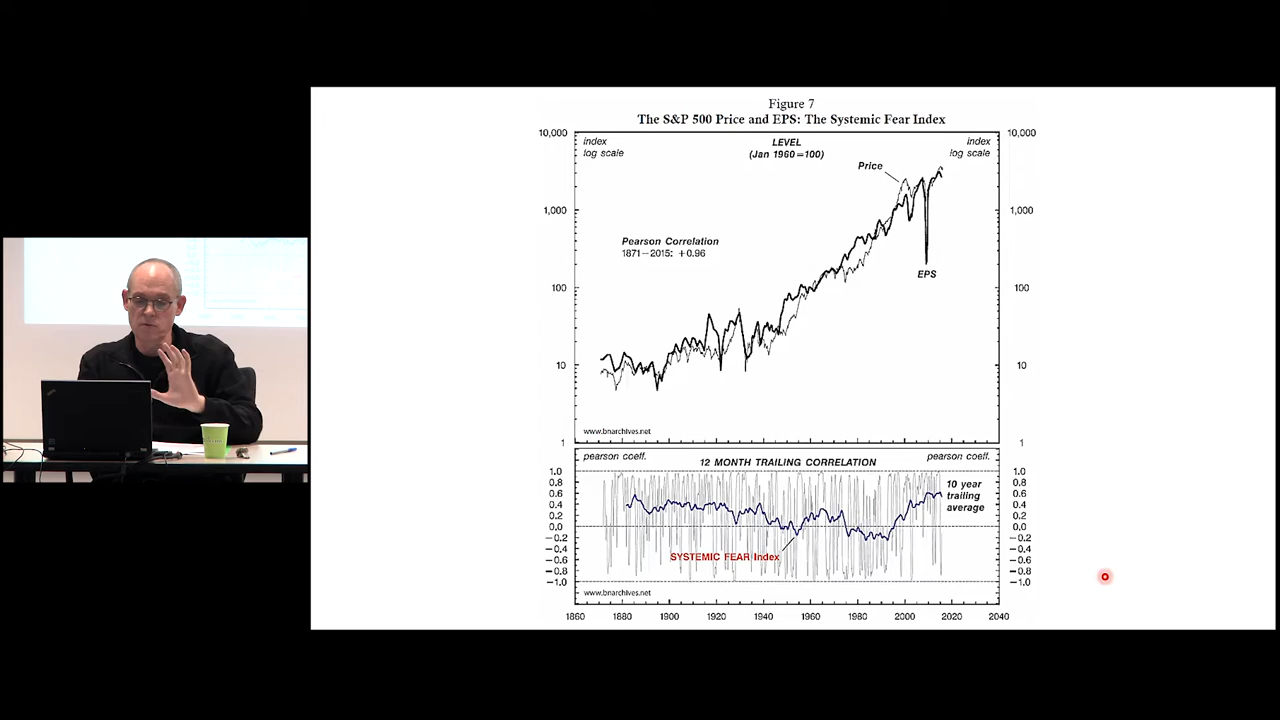 Figure 7
The S&P 500 Price and EPS: The Systemic Fear Index
10,000
index
log scale
LEVEL
(Jan 1960=100)
index
log scale
10,000
Price
1,000
1,000
Pearson Correlation
1871–2015: +0.96
EPS
100
100
10
10
www.bnarchives.net
1
1
pearson coeff.
12 MONTH TRAILING CORRELATION
pearson coeff.
1.0
0.8
0.6
0.4
0.2
0.0
−0.2
−0.4
−0.6
−0.8
−1.0
10 year
trailing
average
1.0
0.8
0.6
0.4
0.2
0.0
−0.2
−0.4
−0.6
−0.8
−1.0
SYSTEMIC FEAR Index
www.bnarchives.net
1860 1880 1900 1920 1940 1960 1980 2000 2020 2040